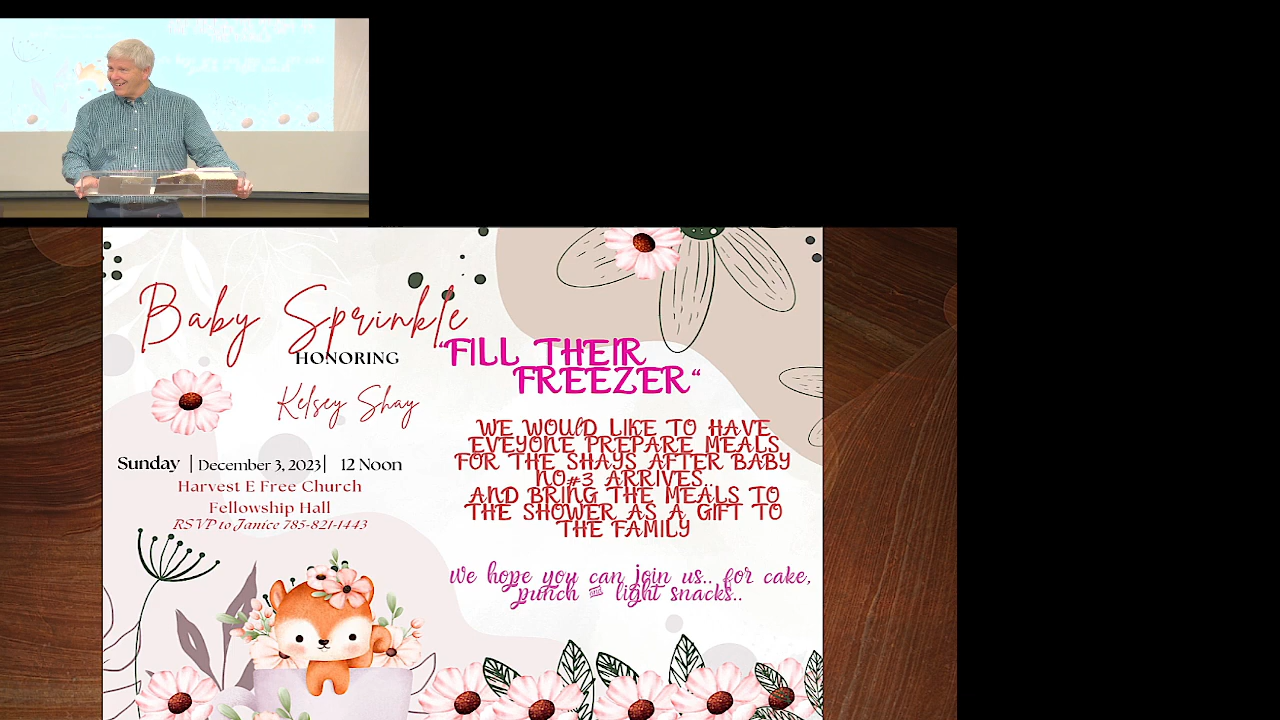 Baby Sprinkle
HONORING
Kelsey Shay
Sunday | December 3, 2023 | 12 Noon
Harvest E Free Church
Fellowship Hall
RSVP to Janice 785-821-1443
“FILL THEIR
FREEZER“
WE WOUlD LIKE TO HAVE
EVEYONE PREPARE MEALS
FOR THE SHAYS AFTER BABY
NO#3 ARRIVES..
AND BRING THE MEALS TO
THE SHOWER AS A GIFT TO
THE FAMILY
We hope you can join us.. for cake,
punch and light snacks..